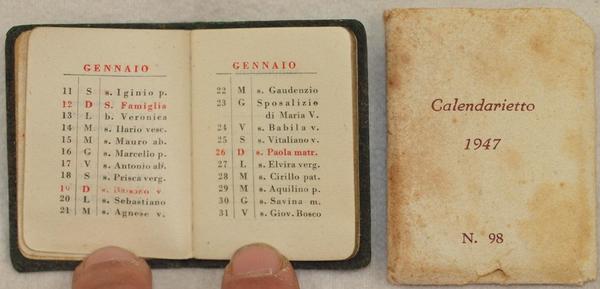 GENNAIO
11 S s. Iginio p.
12 D S. Famiglia
13 L b. Veronica
14 M s. Ilario vesc.
15 M s. Mauro ab.
16 G s. Marcello p.
17 V s. Antonio ab.
18 S s. Prisca verg.
19 D s. v.
20 L s. Sebastiano
21 M s. Agnese v.
GENNAIO
22 M s. Gaudenzio
23 G Sposalizio
di Maria V.
24 V s. Babila v.
25 S s. Vitaliano v.
26 D s. Paola matr.
27 L s. Elvira verg.
28 M s. Cirillo pat.
29 M s. Aquilino p.
30 G s. Savina m.
31 V s. Giov. Bosco
Calendarietto
1947
N. 98